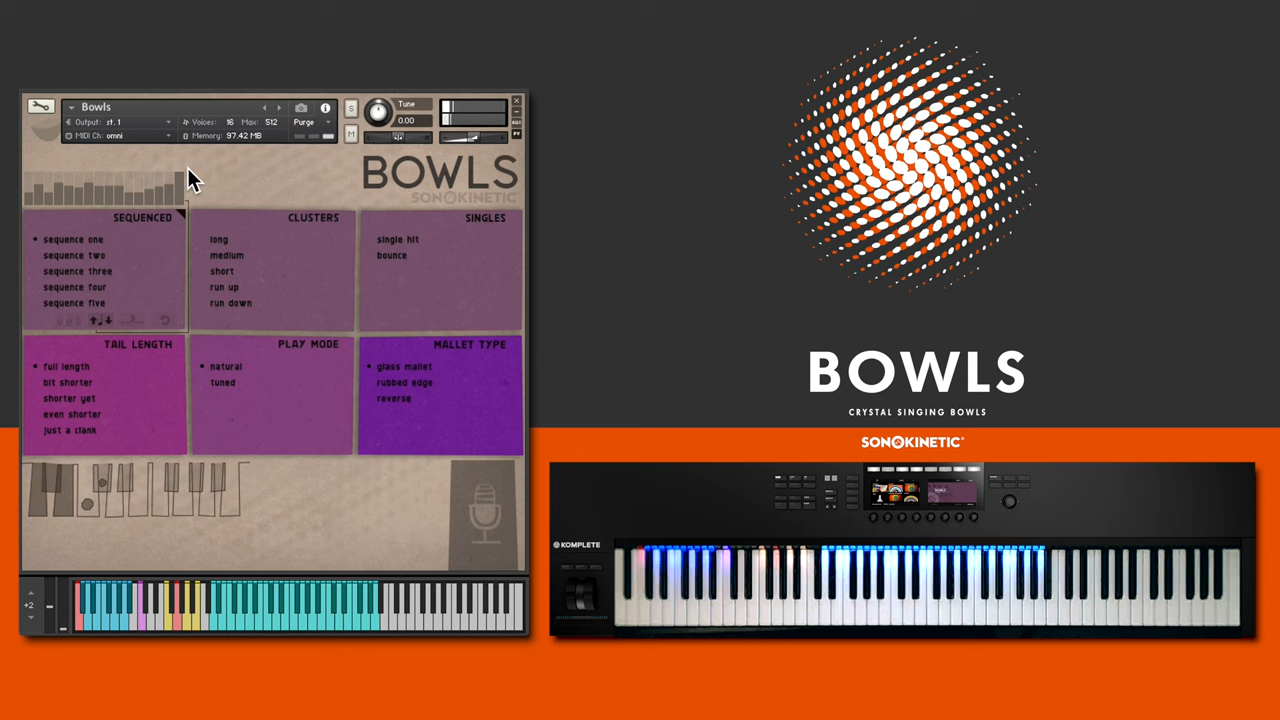 Bowls
Output: st. 1
Voices: 16 Max: 512
Purge
MIDI Ch: omni
Memory: 97.42 MB
S
M
Tune
0.00
AUX
PV
BOWLS
SONOKINETIC
SEQUENCED
sequence one
sequence two
sequence three
sequence four
sequence five
CLUSTERS
long
medium
short
run up
run down
SINGLES
single hit
bounce
TAIL LENGTH
full length
bit shorter
shorter yet
even shorter
just a clank
PLAY MODE
natural
tuned
MALLET TYPE
glass mallet
rubbed edge
reverse
+2
BOWLS
CRYSTAL SINGING BOWLS
SONOKINETIC
KOMPLETE